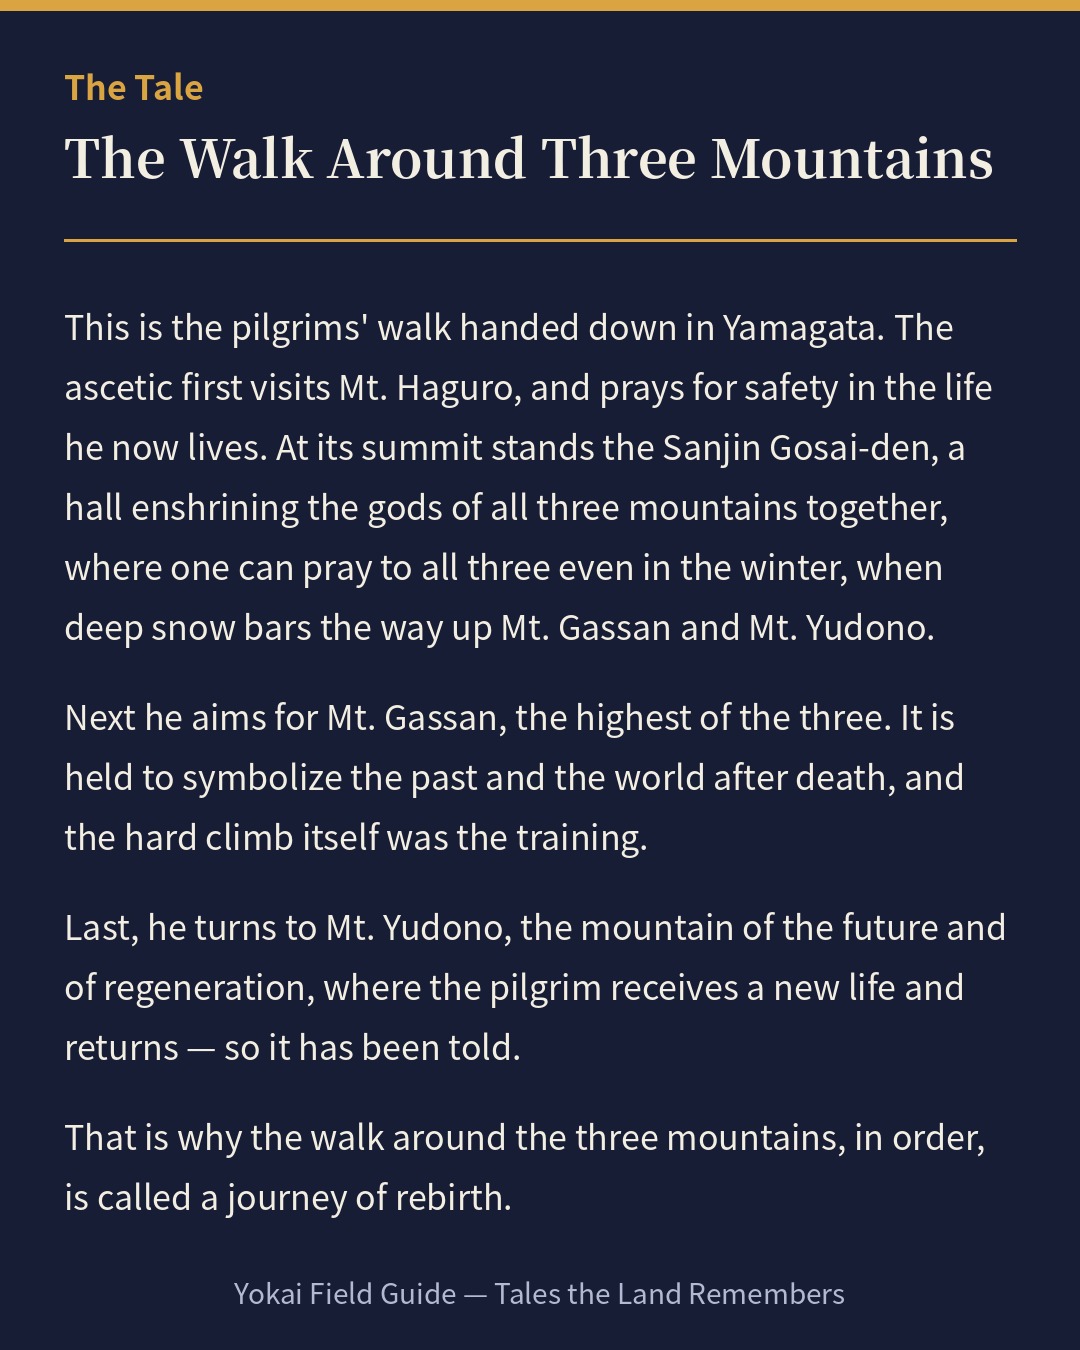 The Tale
The Walk Around Three Mountains
This is the pilgrims' walk handed down in Yamagata. The
ascetic first visits Mt. Haguro, and prays for safety in the life
he now lives. At its summit stands the Sanjin Gosai-den, a
hall enshrining the gods of all three mountains together,
where one can pray to all three even in the winter, when
deep snow bars the way up Mt. Gassan and Mt. Yudono.
Next he aims for Mt. Gassan, the highest of the three. It is
held to symbolize the past and the world after death, and
the hard climb itself was the training.
Last, he turns to Mt. Yudono, the mountain of the future and
of regeneration, where the pilgrim receives a new life and
returns — so it has been told.
That is why the walk around the three mountains, in order,
is called a journey of rebirth.
Yokai Field Guide — Tales the Land Remembers